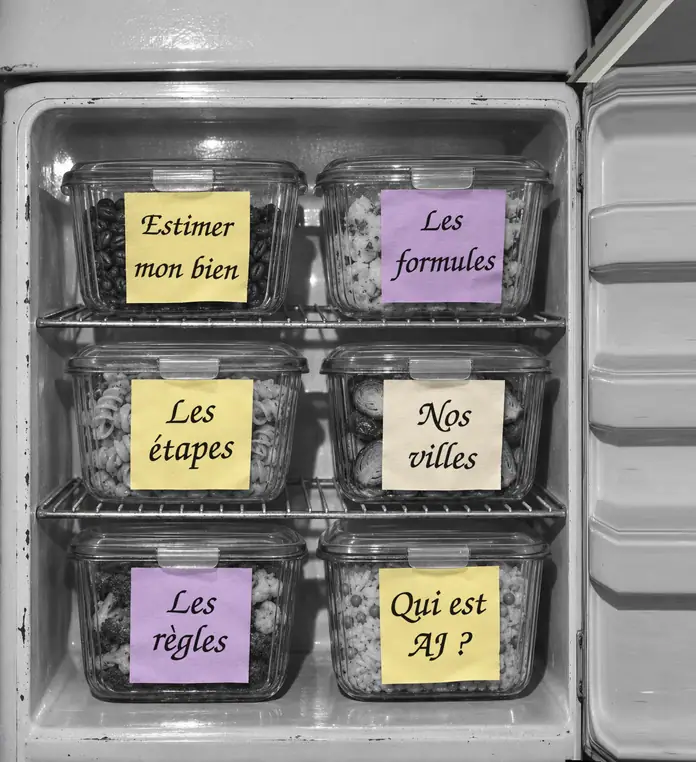 Estimer
mon bien
Les
formules
Les
étapes
Nos
villes
Les
règles
Qui est
AJ ?